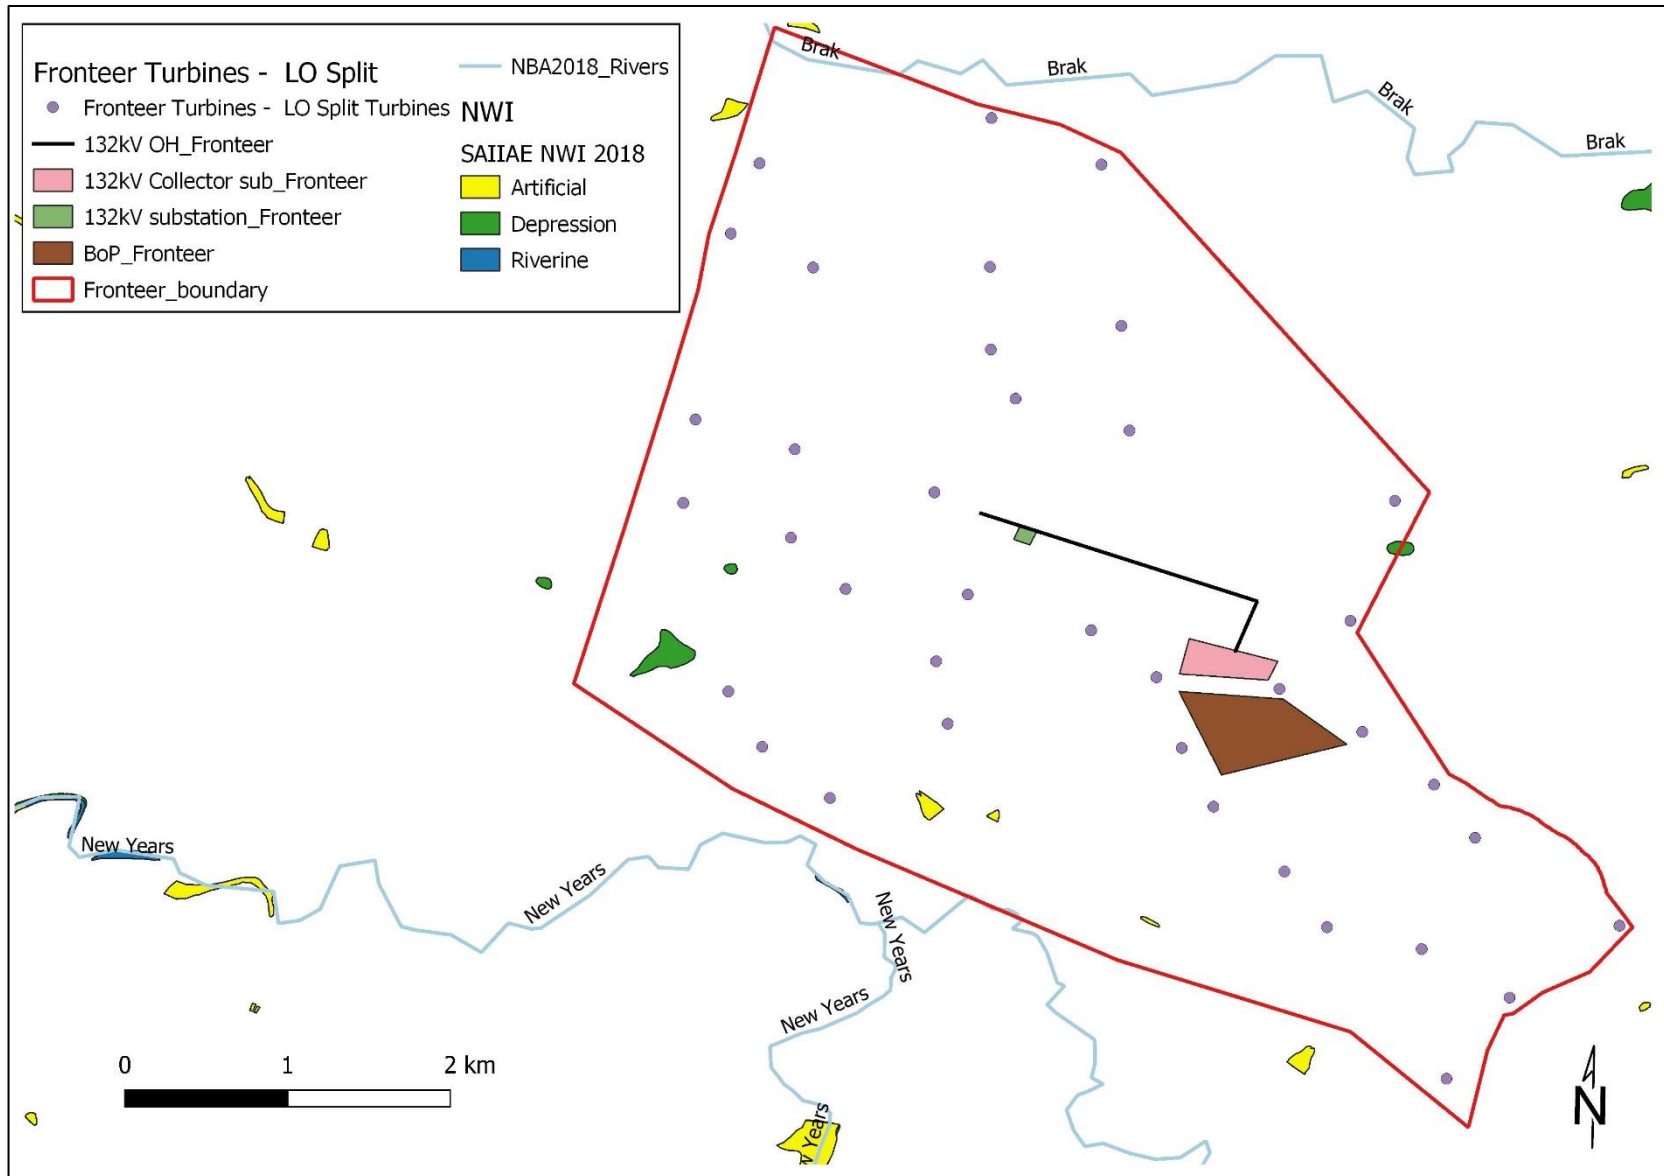 Fronteer Turbines - LO Split
Fronteer Turbines - LO Split Turbines
132kV OH_Fronteer
132kV Collector sub_Fronteer
132kV substation_Fronteer
BoP_Fronteer
Fronteer_boundary
NBA2018_Rivers
NWI
SAIIAE NWI 2018
Artificial
Depression
Riverine
Brak
Brak
Brak
Brak
New Years
New Years
New Years
New Years
w Years
0 1 2 km
N